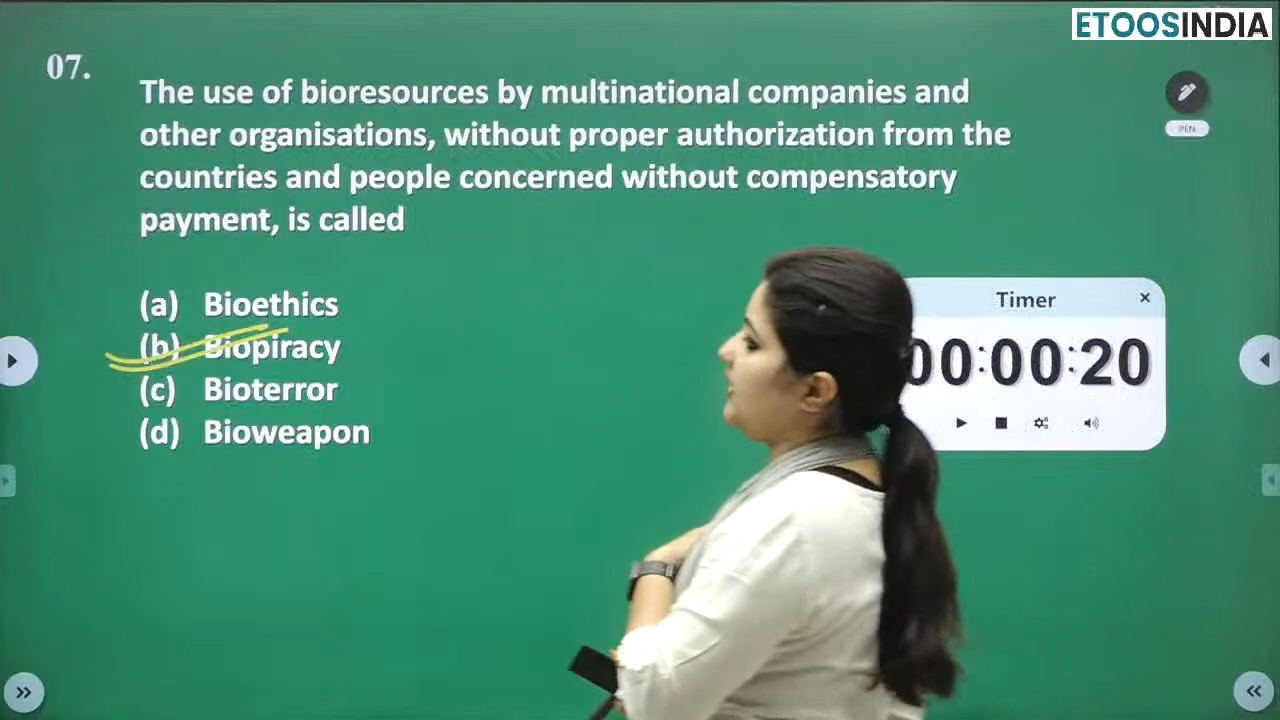 ETOOSINDIA
07.
The use of bioresources by multinational companies and
other organisations, without proper authorization from the
countries and people concerned without compensatory
payment, is called
PEN
(a) Bioethics
(b) Biopiracy
(c) Bioterror
(d) Bioweapon
Timer
00:00:20